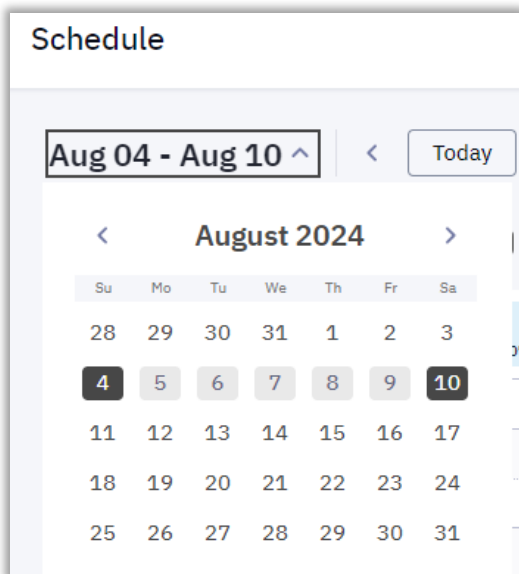 Schedule
Aug 04 - Aug 10
Today
August 2024
Su Mo Tu We Th Fr Sa
28 29 30 31 1 2 3
4 5 6 7 8 9 10
11 12 13 14 15 16 17
18 19 20 21 22 23 24
25 26 27 28 29 30 31